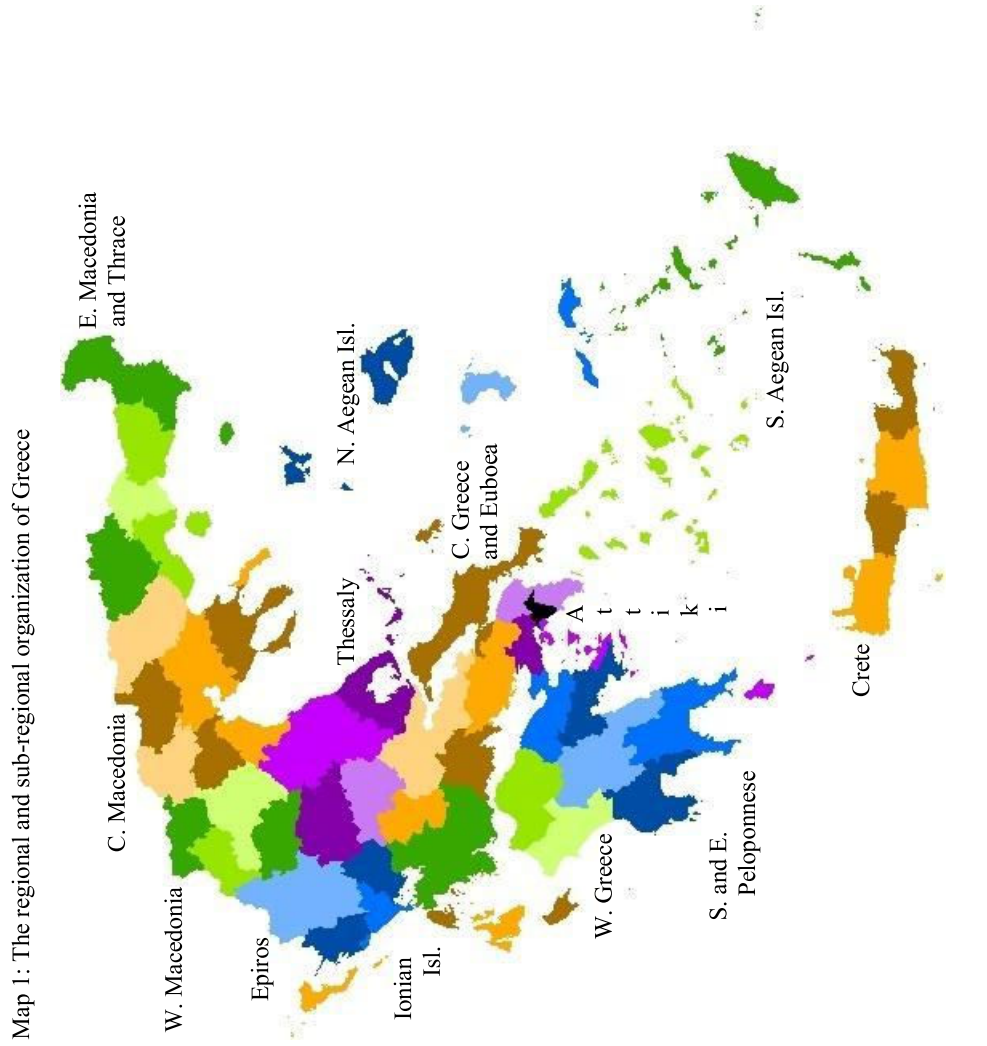 Map 1: The regional and sub-regional organization of Greece
E. Macedonia
and Thrace
C. Macedonia
W. Macedonia
Epiros
N. Aegean Isl.
Thessaly
C. Greece
and Euboea
Ionian
Isl.
A
t
t
i
k
i
W. Greece
S. and E.
Peloponnese
S. Aegean Isl.
Crete